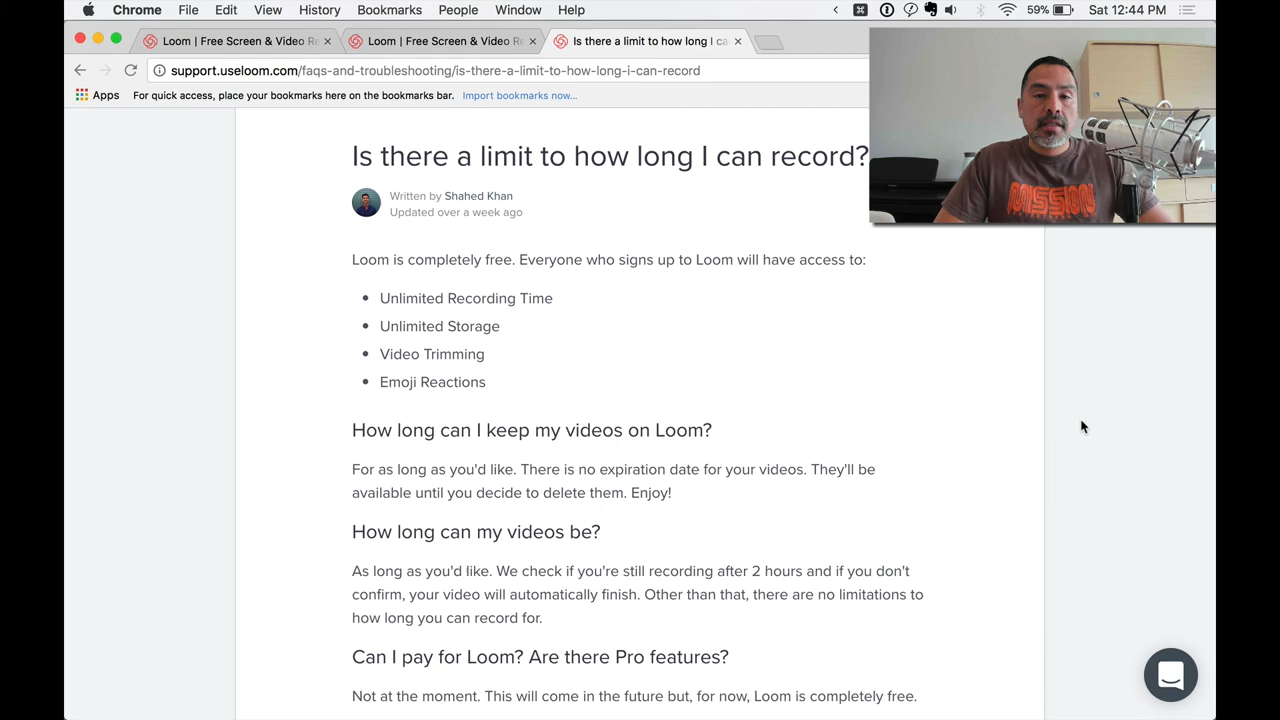 Chrome File Edit View History Bookmarks People Window Help 59% Sat 12:44 PM
Loom | Free Screen & Video Re Loom | Free Screen & Video Re Is there a limit to how long I ca
support.useloom.com/faqs-and-troubleshooting/is-there-a-limit-to-how-long-i-can-record
Apps For quick access, place your bookmarks here on the bookmarks bar. Import bookmarks now...
MISSION
Is there a limit to how long I can record?
Written by Shahed Khan
Updated over a week ago
Loom is completely free. Everyone who signs up to Loom will have access to:
• Unlimited Recording Time
• Unlimited Storage
• Video Trimming
• Emoji Reactions
How long can I keep my videos on Loom?
For as long as you'd like. There is no expiration date for your videos. They'll be
available until you decide to delete them. Enjoy!
How long can my videos be?
As long as you'd like. We check if you're still recording after 2 hours and if you don't
confirm, your video will automatically finish. Other than that, there are no limitations to
how long you can record for.
Can I pay for Loom? Are there Pro features?
Not at the moment. This will come in the future but, for now, Loom is completely free.